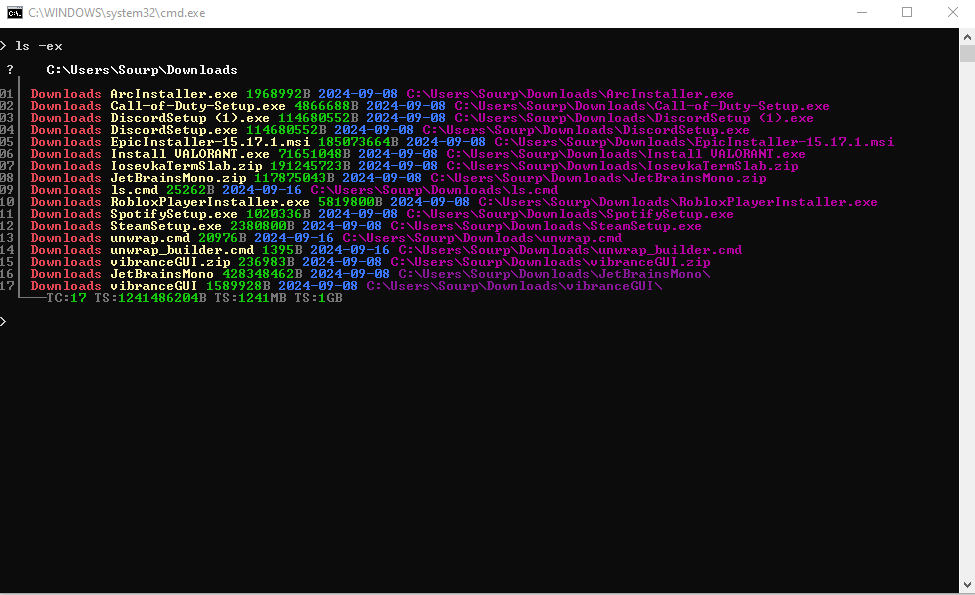 C:\WINDOWS\system32\cmd.exe
> ls -ex
? C:\Users\Sourp\Downloads
01 Downloads ArcInstaller.exe 1968992B 2024-09-08 C:\Users\Sourp\Downloads\ArcInstaller.exe
02 Downloads Call-of-Duty-Setup.exe 4866688B 2024-09-08 C:\Users\Sourp\Downloads\Call-of-Duty-Setup.exe
03 Downloads DiscordSetup (1).exe 114680552B 2024-09-08 C:\Users\Sourp\Downloads\DiscordSetup (1).exe
04 Downloads DiscordSetup.exe 114680552B 2024-09-08 C:\Users\Sourp\Downloads\DiscordSetup.exe
05 Downloads EpicInstaller-15.17.1.msi 185073664B 2024-09-08 C:\Users\Sourp\Downloads\EpicInstaller-15.17.1.msi
06 Downloads Install VALORANT.exe 71651048B 2024-09-08 C:\Users\Sourp\Downloads\Install VALORANT.exe
07 Downloads IosevkaTermSlab.zip 191245723B 2024-09-08 C:\Users\Sourp\Downloads\IosevkaTermSlab.zip
08 Downloads JetBrainsMono.zip 117875043B 2024-09-08 C:\Users\Sourp\Downloads\JetBrainsMono.zip
09 Downloads ls.cmd 25262B 2024-09-16 C:\Users\Sourp\Downloads\ls.cmd
10 Downloads RobloxPlayerInstaller.exe 5819800B 2024-09-08 C:\Users\Sourp\Downloads\RobloxPlayerInstaller.exe
11 Downloads SpotifySetup.exe 1020336B 2024-09-08 C:\Users\Sourp\Downloads\SpotifySetup.exe
12 Downloads SteamSetup.exe 2380800B 2024-09-08 C:\Users\Sourp\Downloads\SteamSetup.exe
13 Downloads unwrap.cmd 20976B 2024-09-16 C:\Users\Sourp\Downloads\unwrap.cmd
14 Downloads unwrap_builder.cmd 1395B 2024-09-16 C:\Users\Sourp\Downloads\unwrap_builder.cmd
15 Downloads vibranceGUI.zip 236983B 2024-09-08 C:\Users\Sourp\Downloads\vibranceGUI.zip
16 Downloads JetBrainsMono 428348462B 2024-09-08 C:\Users\Sourp\Downloads\JetBrainsMono\
17 Downloads vibranceGUI 1589928B 2024-09-08 C:\Users\Sourp\Downloads\vibranceGUI\
TC:17 TS:1241486204B TS:1241MB TS:1GB
>